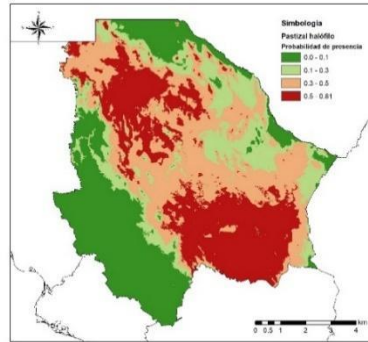 Simbología
Pastizal halófilo
Probabilidad de presencia
0.0 - 0.1
0.1 - 0.3
0.3 - 0.5
0.5 - 0.81
km
0 0.5 1 2 3 4